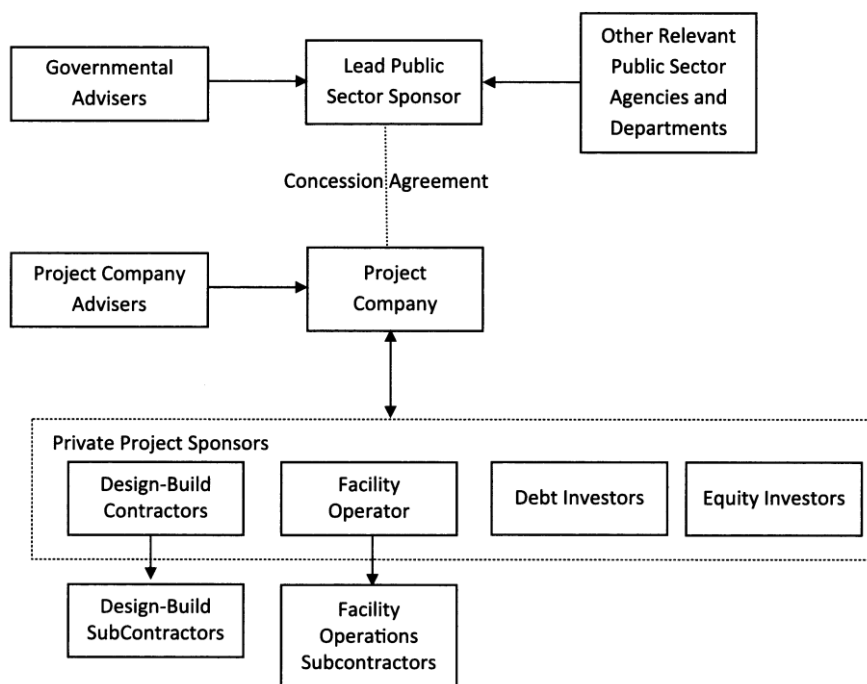 Governmental
Advisers
Lead Public
Sector Sponsor
Other Relevant
Public Sector
Agencies and
Departments
Concession Agreement
Project Company
Advisers
Project
Company
Private Project Sponsors
Design-Build
Contractors
Facility
Operator
Debt Investors
Equity Investors
Design-Build
SubContractors
Facility
Operations
Subcontractors